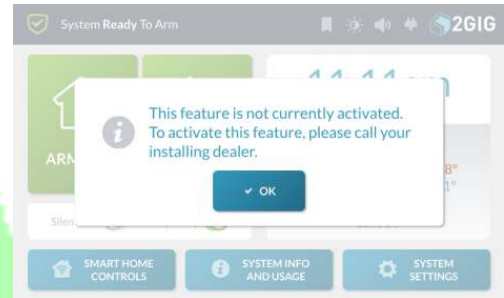 System Ready To Arm
2GIG
This feature is not currently activated.
To activate this feature, please call your
installing dealer.
OK
SMART HOME
CONTROLS
SYSTEM INFO
AND USAGE
SYSTEM
SETTINGS